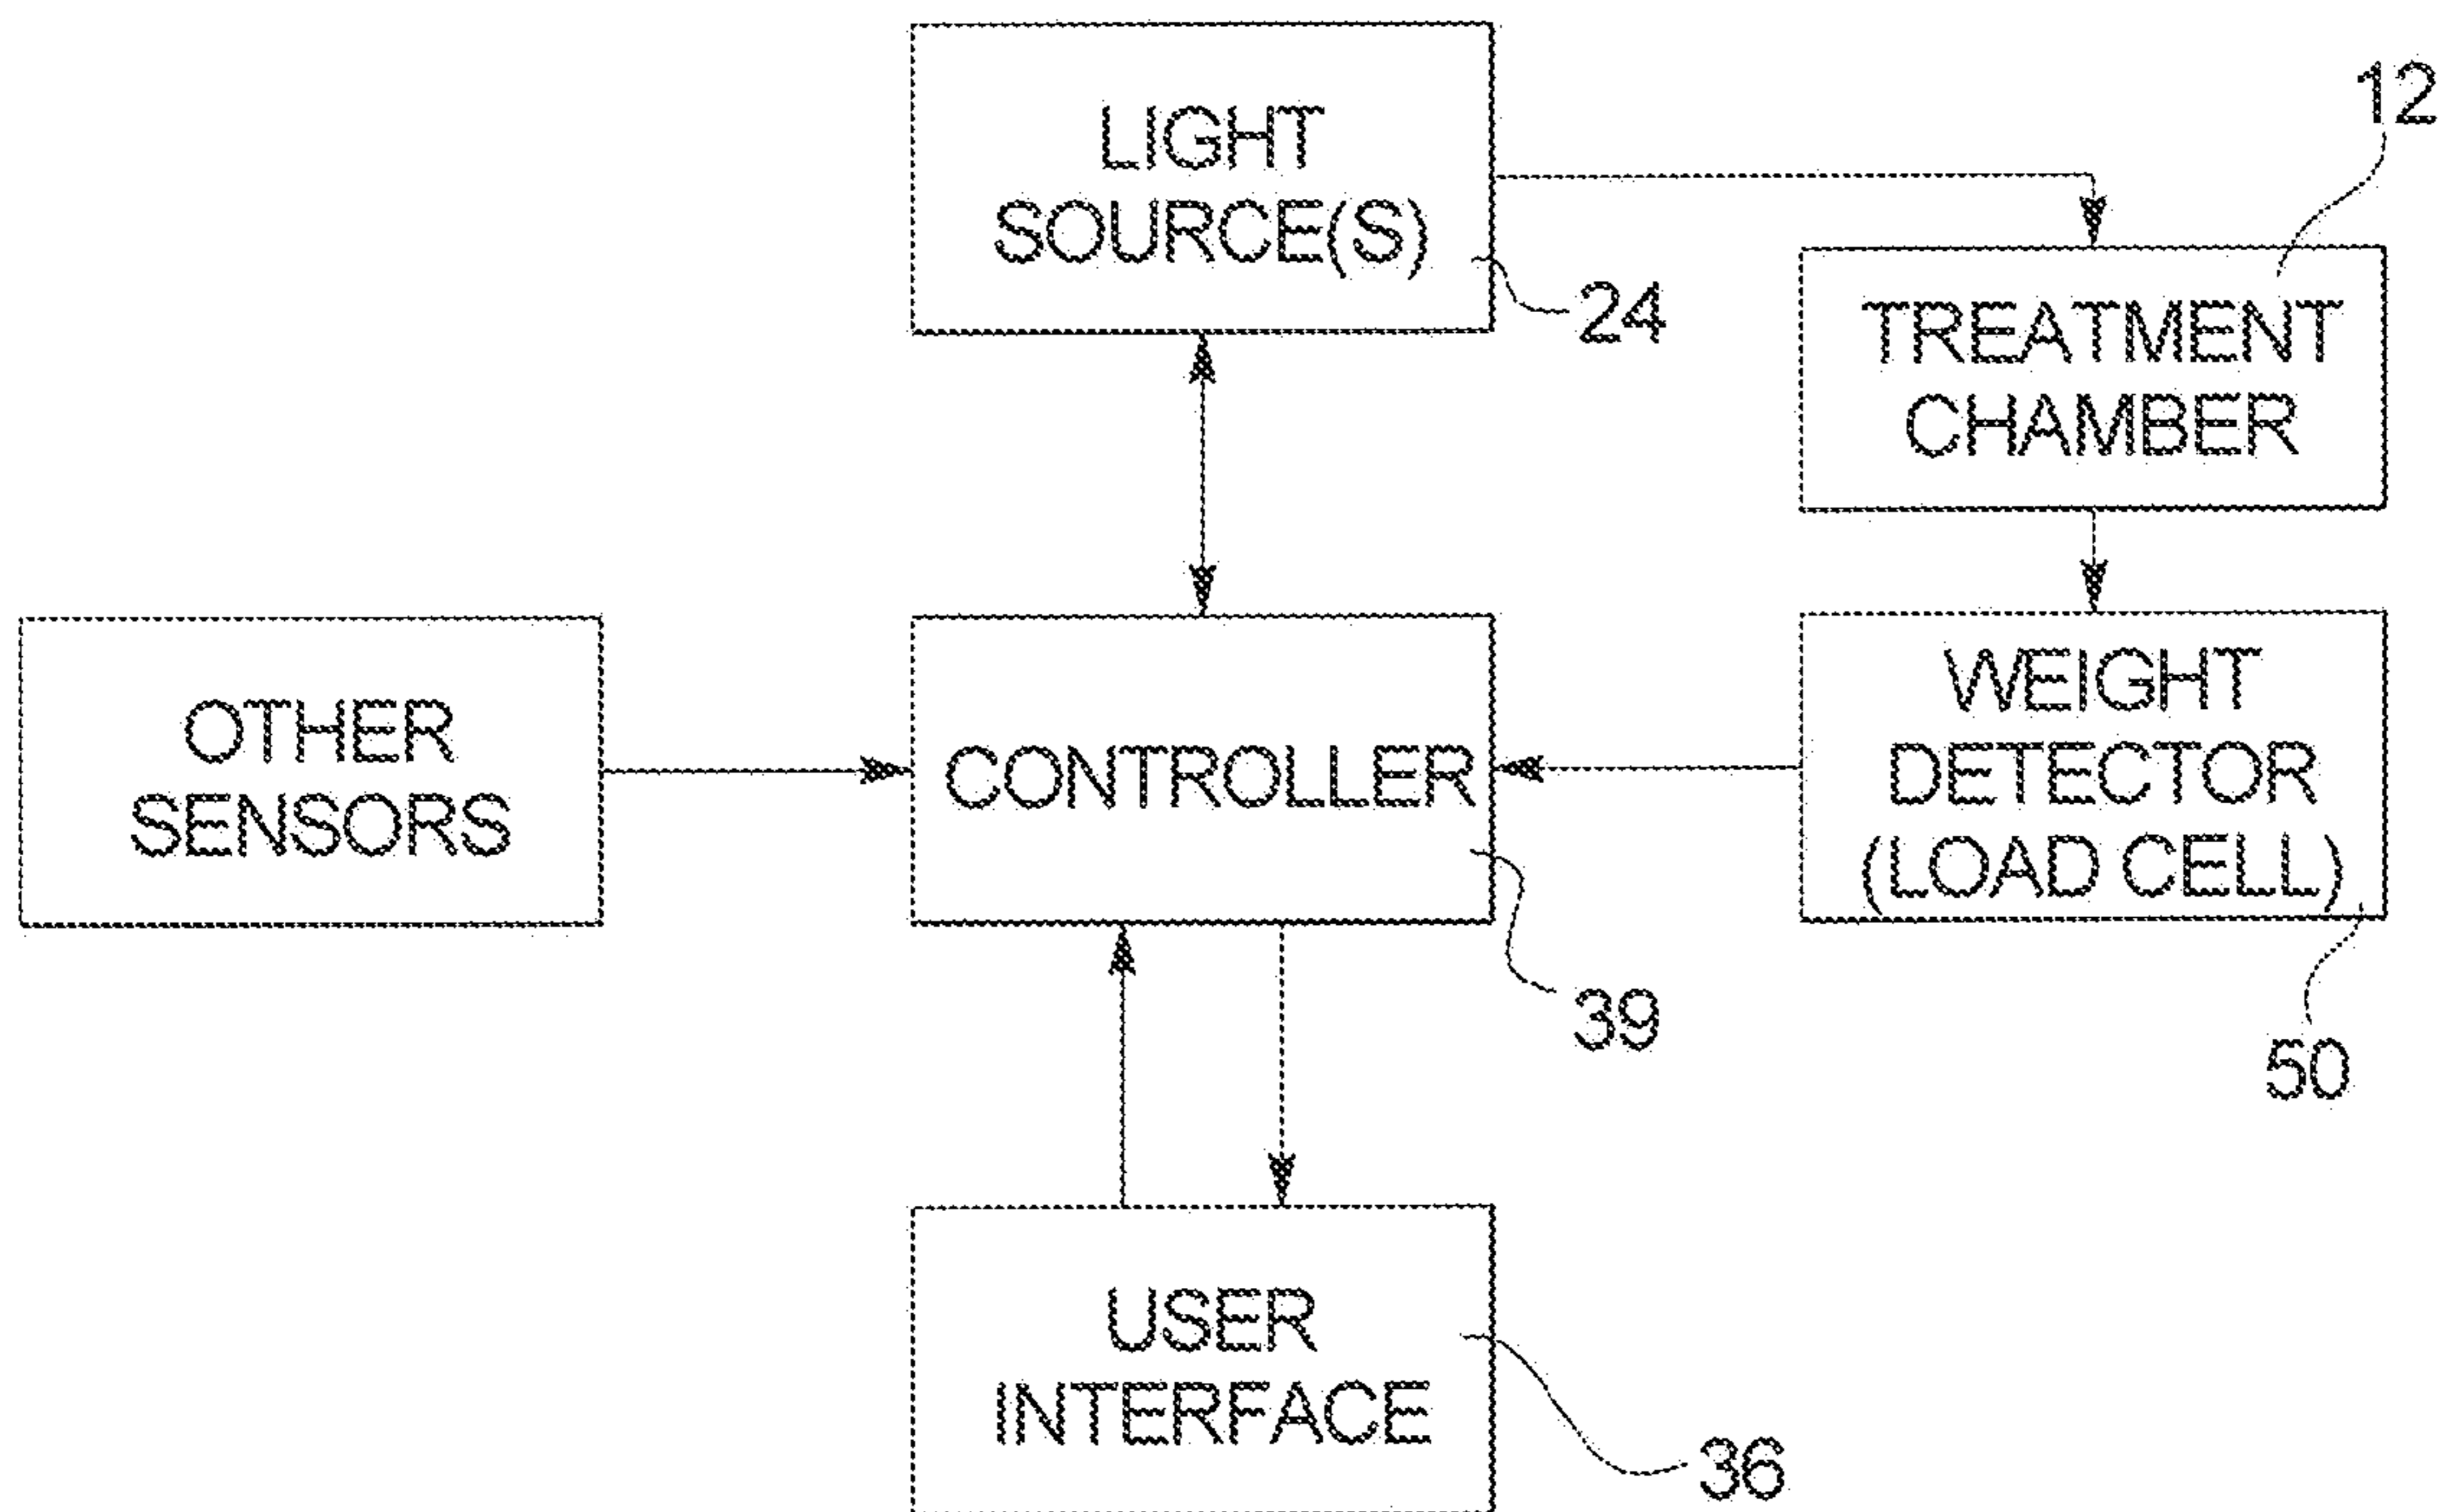 LIGHT
SOURCE(S)
24
12
TREATMENT
CHAMBER
OTHER
SENSORS
CONTROLLER
39
WEIGHT
DETECTOR
(LOAD CELL)
50
USER
INTERFACE
36